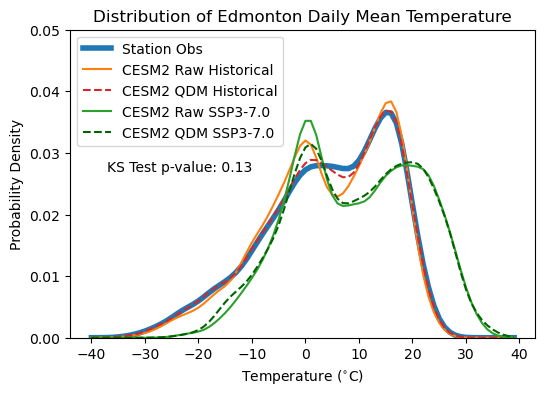 Distribution of Edmonton Daily Mean Temperature
0.05
0.04
0.03
0.02
0.01
0.00
Probability Density
Station Obs
CESM2 Raw Historical
CESM2 QDM Historical
CESM2 Raw SSP3-7.0
CESM2 QDM SSP3-7.0
KS Test p-value: 0.13
−40 −30 −20 −10 0 10 20 30 40
Temperature (°C)